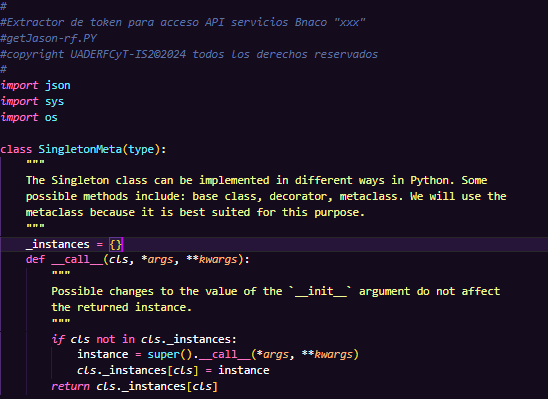 #
#Extractor de token para acceso API servicios Bnaco "xxx"
#getJason-rf.PY
#copyright UADERFCyT-IS2©2024 todos los derechos reservados
#
import json
import sys
import os
class SingletonMeta(type):
"""
The Singleton class can be implemented in different ways in Python. Some
possible methods include: base class, decorator, metaclass. We will use the
metaclass because it is best suited for this purpose.
"""
_instances = {}
def __call__(cls, *args, **kwargs):
"""
Possible changes to the value of the `__init__` argument do not affect
the returned instance.
"""
if cls not in cls._instances:
instance = super().__call__(*args, **kwargs)
cls._instances[cls] = instance
return cls._instances[cls]